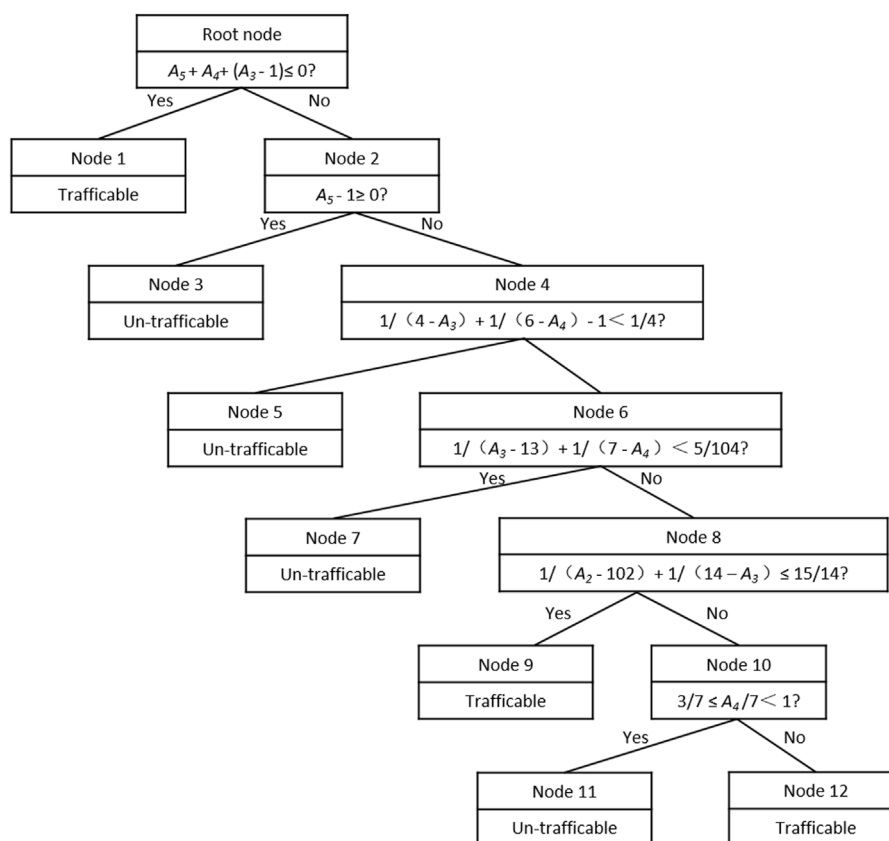 Root node
A5 + A4+ (A3 - 1)≤ 0?
Yes
No
Node 1
Trafficable
Node 2
A5 - 1≥ 0?
Yes
No
Node 3
Un-trafficable
Node 4
1/（4 - A3）+ 1/（6 - A4）- 1＜ 1/4?
Node 5
Un-trafficable
Node 6
1/（A3 - 13）+ 1/（7 - A4）＜ 5/104?
Yes
No
Node 7
Un-trafficable
Node 8
1/（A2 - 102）+ 1/（14 – A3）≤ 15/14?
Yes
No
Node 9
Trafficable
Node 10
3/7 ≤ A4/7＜ 1?
Yes
No
Node 11
Un-trafficable
Node 12
Trafficable